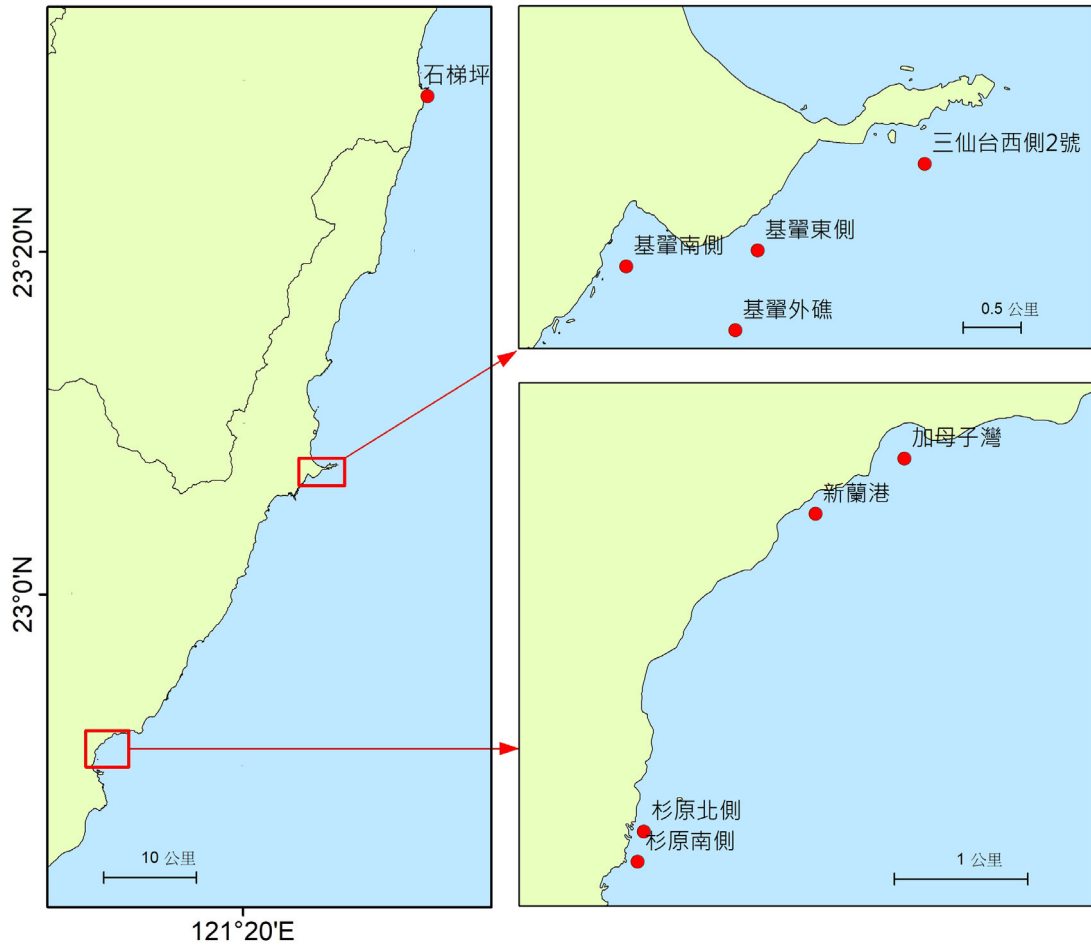 石梯坪
23°20'N
23°0'N
10 公里
121°20'E
三仙台西側2號
基翬東側
基翬南側
基翬外礁
0.5 公里
加母子灣
新蘭港
杉原北側
杉原南側
1 公里